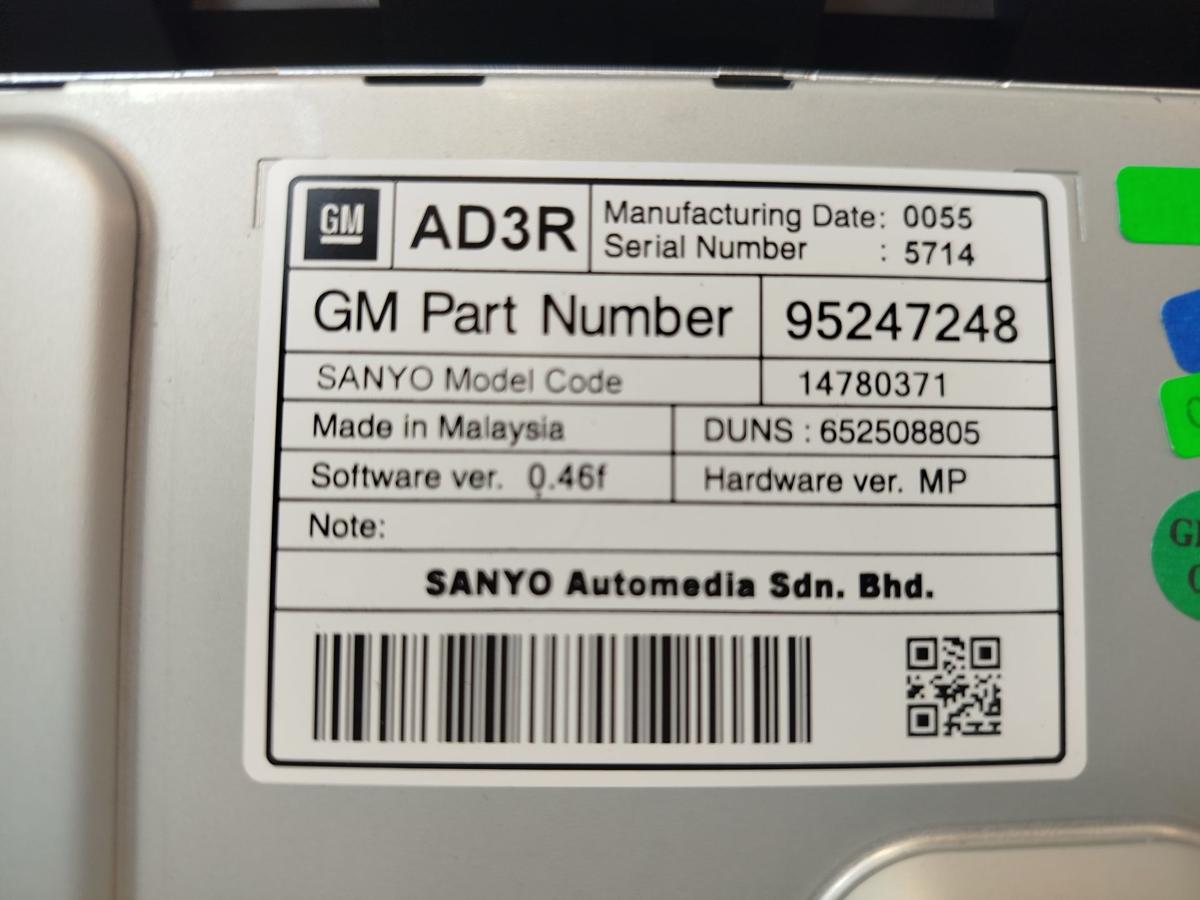 GM AD3R Manufacturing Date: 0055
Serial Number : 5714
GM Part Number 95247248
SANYO Model Code 14780371
Made in Malaysia DUNS : 652508805
Software ver. 0.46f Hardware ver. MP
Note:
SANYO Automedia Sdn. Bhd.